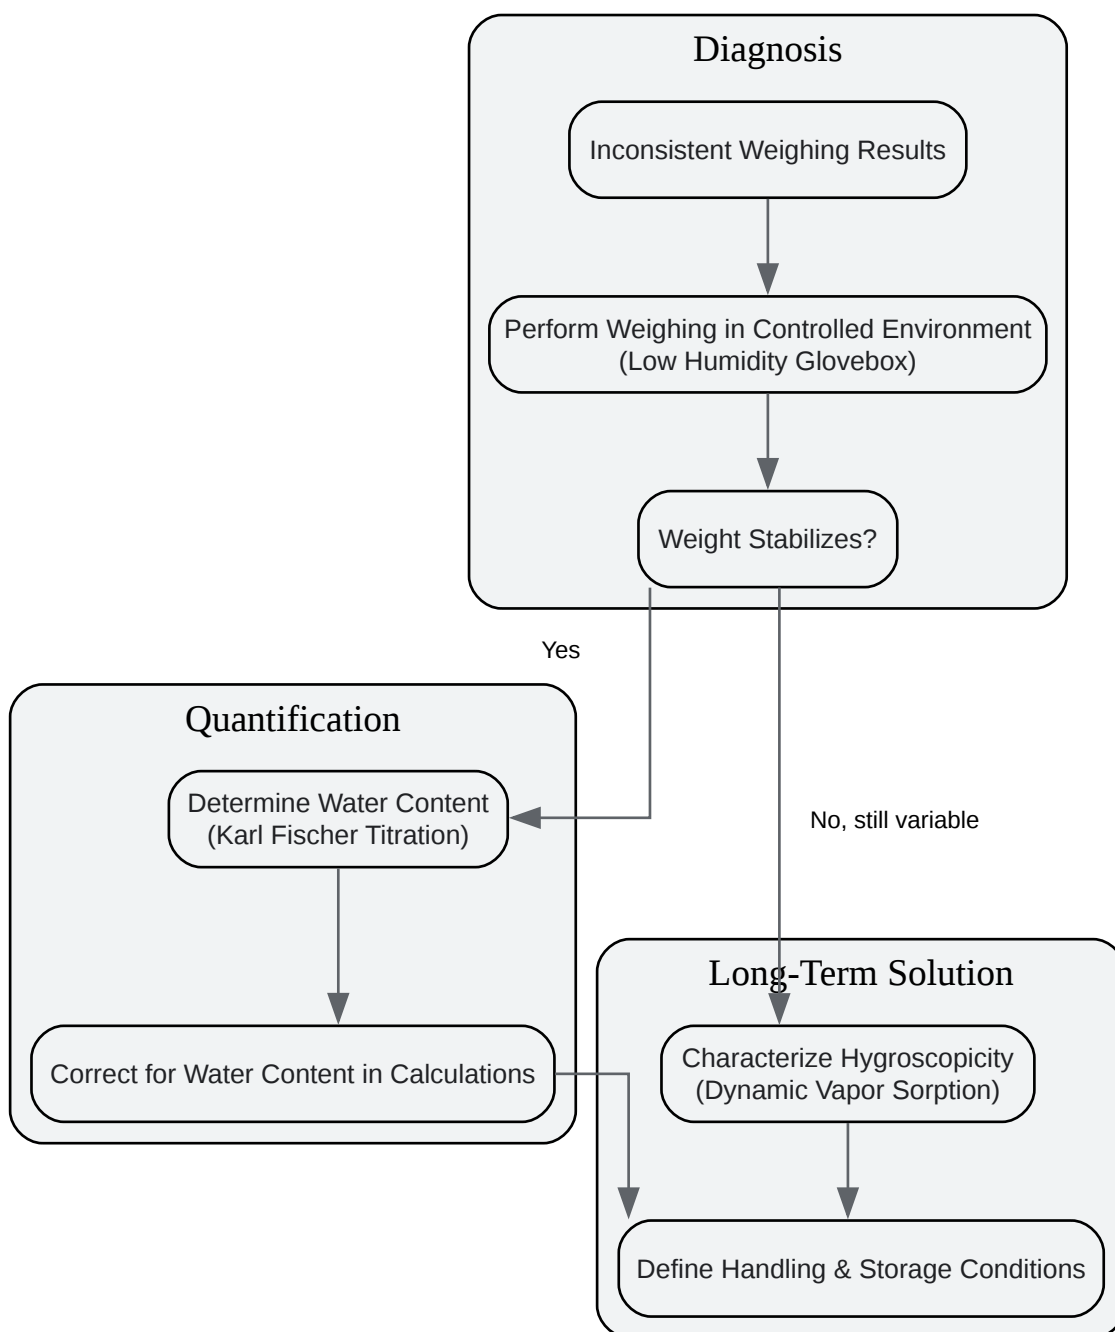 Diagnosis
Inconsistent Weighing Results
Perform Weighing in Controlled Environment
(Low Humidity Glovebox)
Weight Stabilizes?
Yes
Quantification
Determine Water Content
(Karl Fischer Titration)
No, still variable
Correct for Water Content in Calculations
Long-Term Solution
Characterize Hygroscopicity
(Dynamic Vapor Sorption)
Define Handling & Storage Conditions